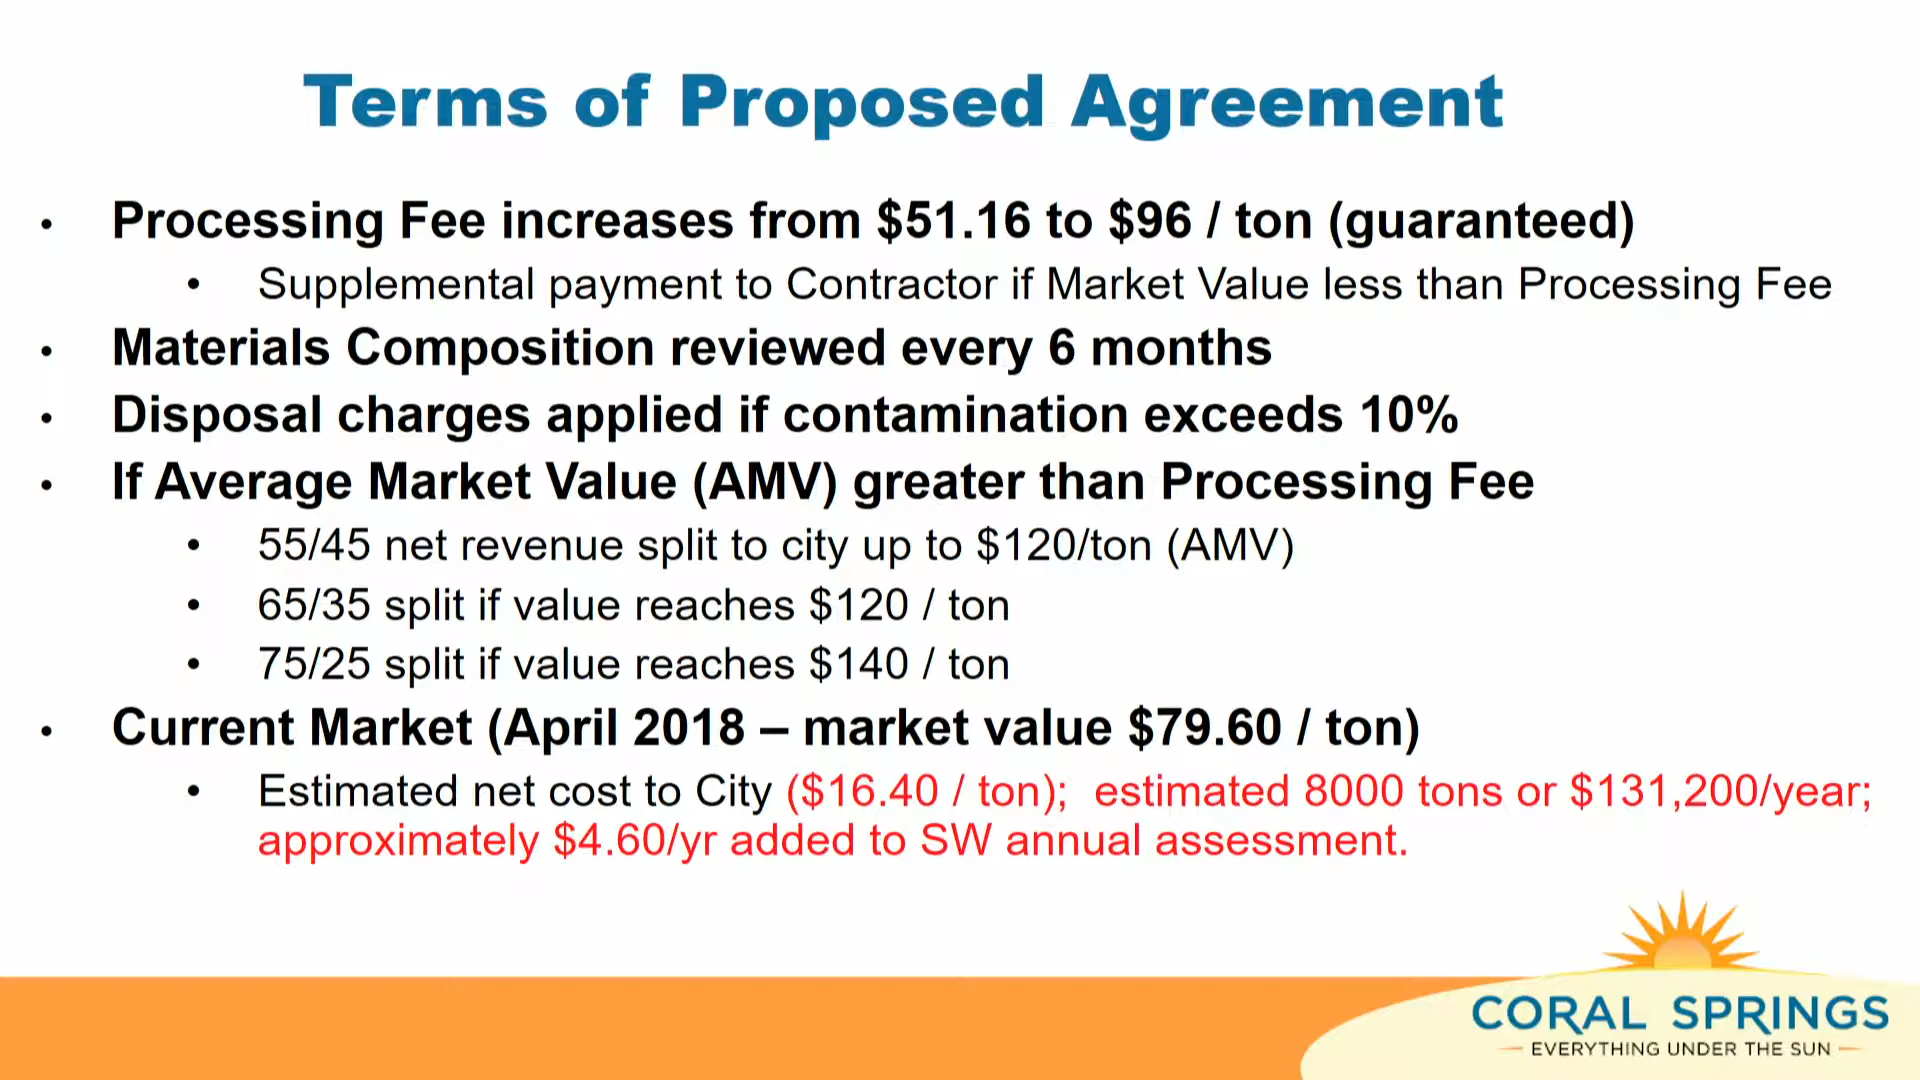 Terms of Proposed Agreement
• Processing Fee increases from $51.16 to $96 / ton (guaranteed)
• Supplemental payment to Contractor if Market Value less than Processing Fee
• Materials Composition reviewed every 6 months
• Disposal charges applied if contamination exceeds 10%
• If Average Market Value (AMV) greater than Processing Fee
• 55/45 net revenue split to city up to $120/ton (AMV)
• 65/35 split if value reaches $120 / ton
• 75/25 split if value reaches $140 / ton
• Current Market (April 2018 – market value $79.60 / ton)
• Estimated net cost to City ($16.40 / ton);  estimated 8000 tons or $131,200/year;
approximately $4.60/yr added to SW annual assessment.
CORAL SPRINGS
EVERYTHING UNDER THE SUN